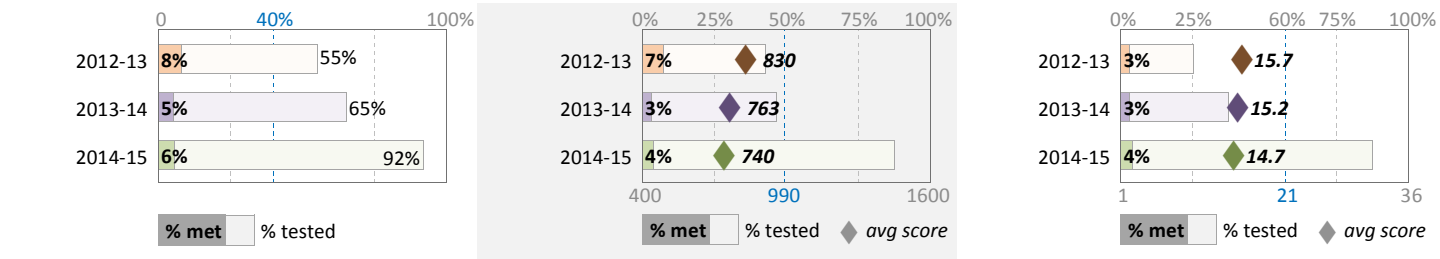 0 40% 100%
2012-13 8% 55%
2013-14 5% 65%
2014-15 6% 92%
% met % tested
0% 25% 50% 75% 100%
2012-13 7% 830
2013-14 3% 763
2014-15 4% 740
400 990 1600
% met % tested avg score
0% 25% 60% 75% 100%
2012-13 3% 15.7
2013-14 3% 15.2
2014-15 4% 14.7
1 21 36
% met % tested avg score